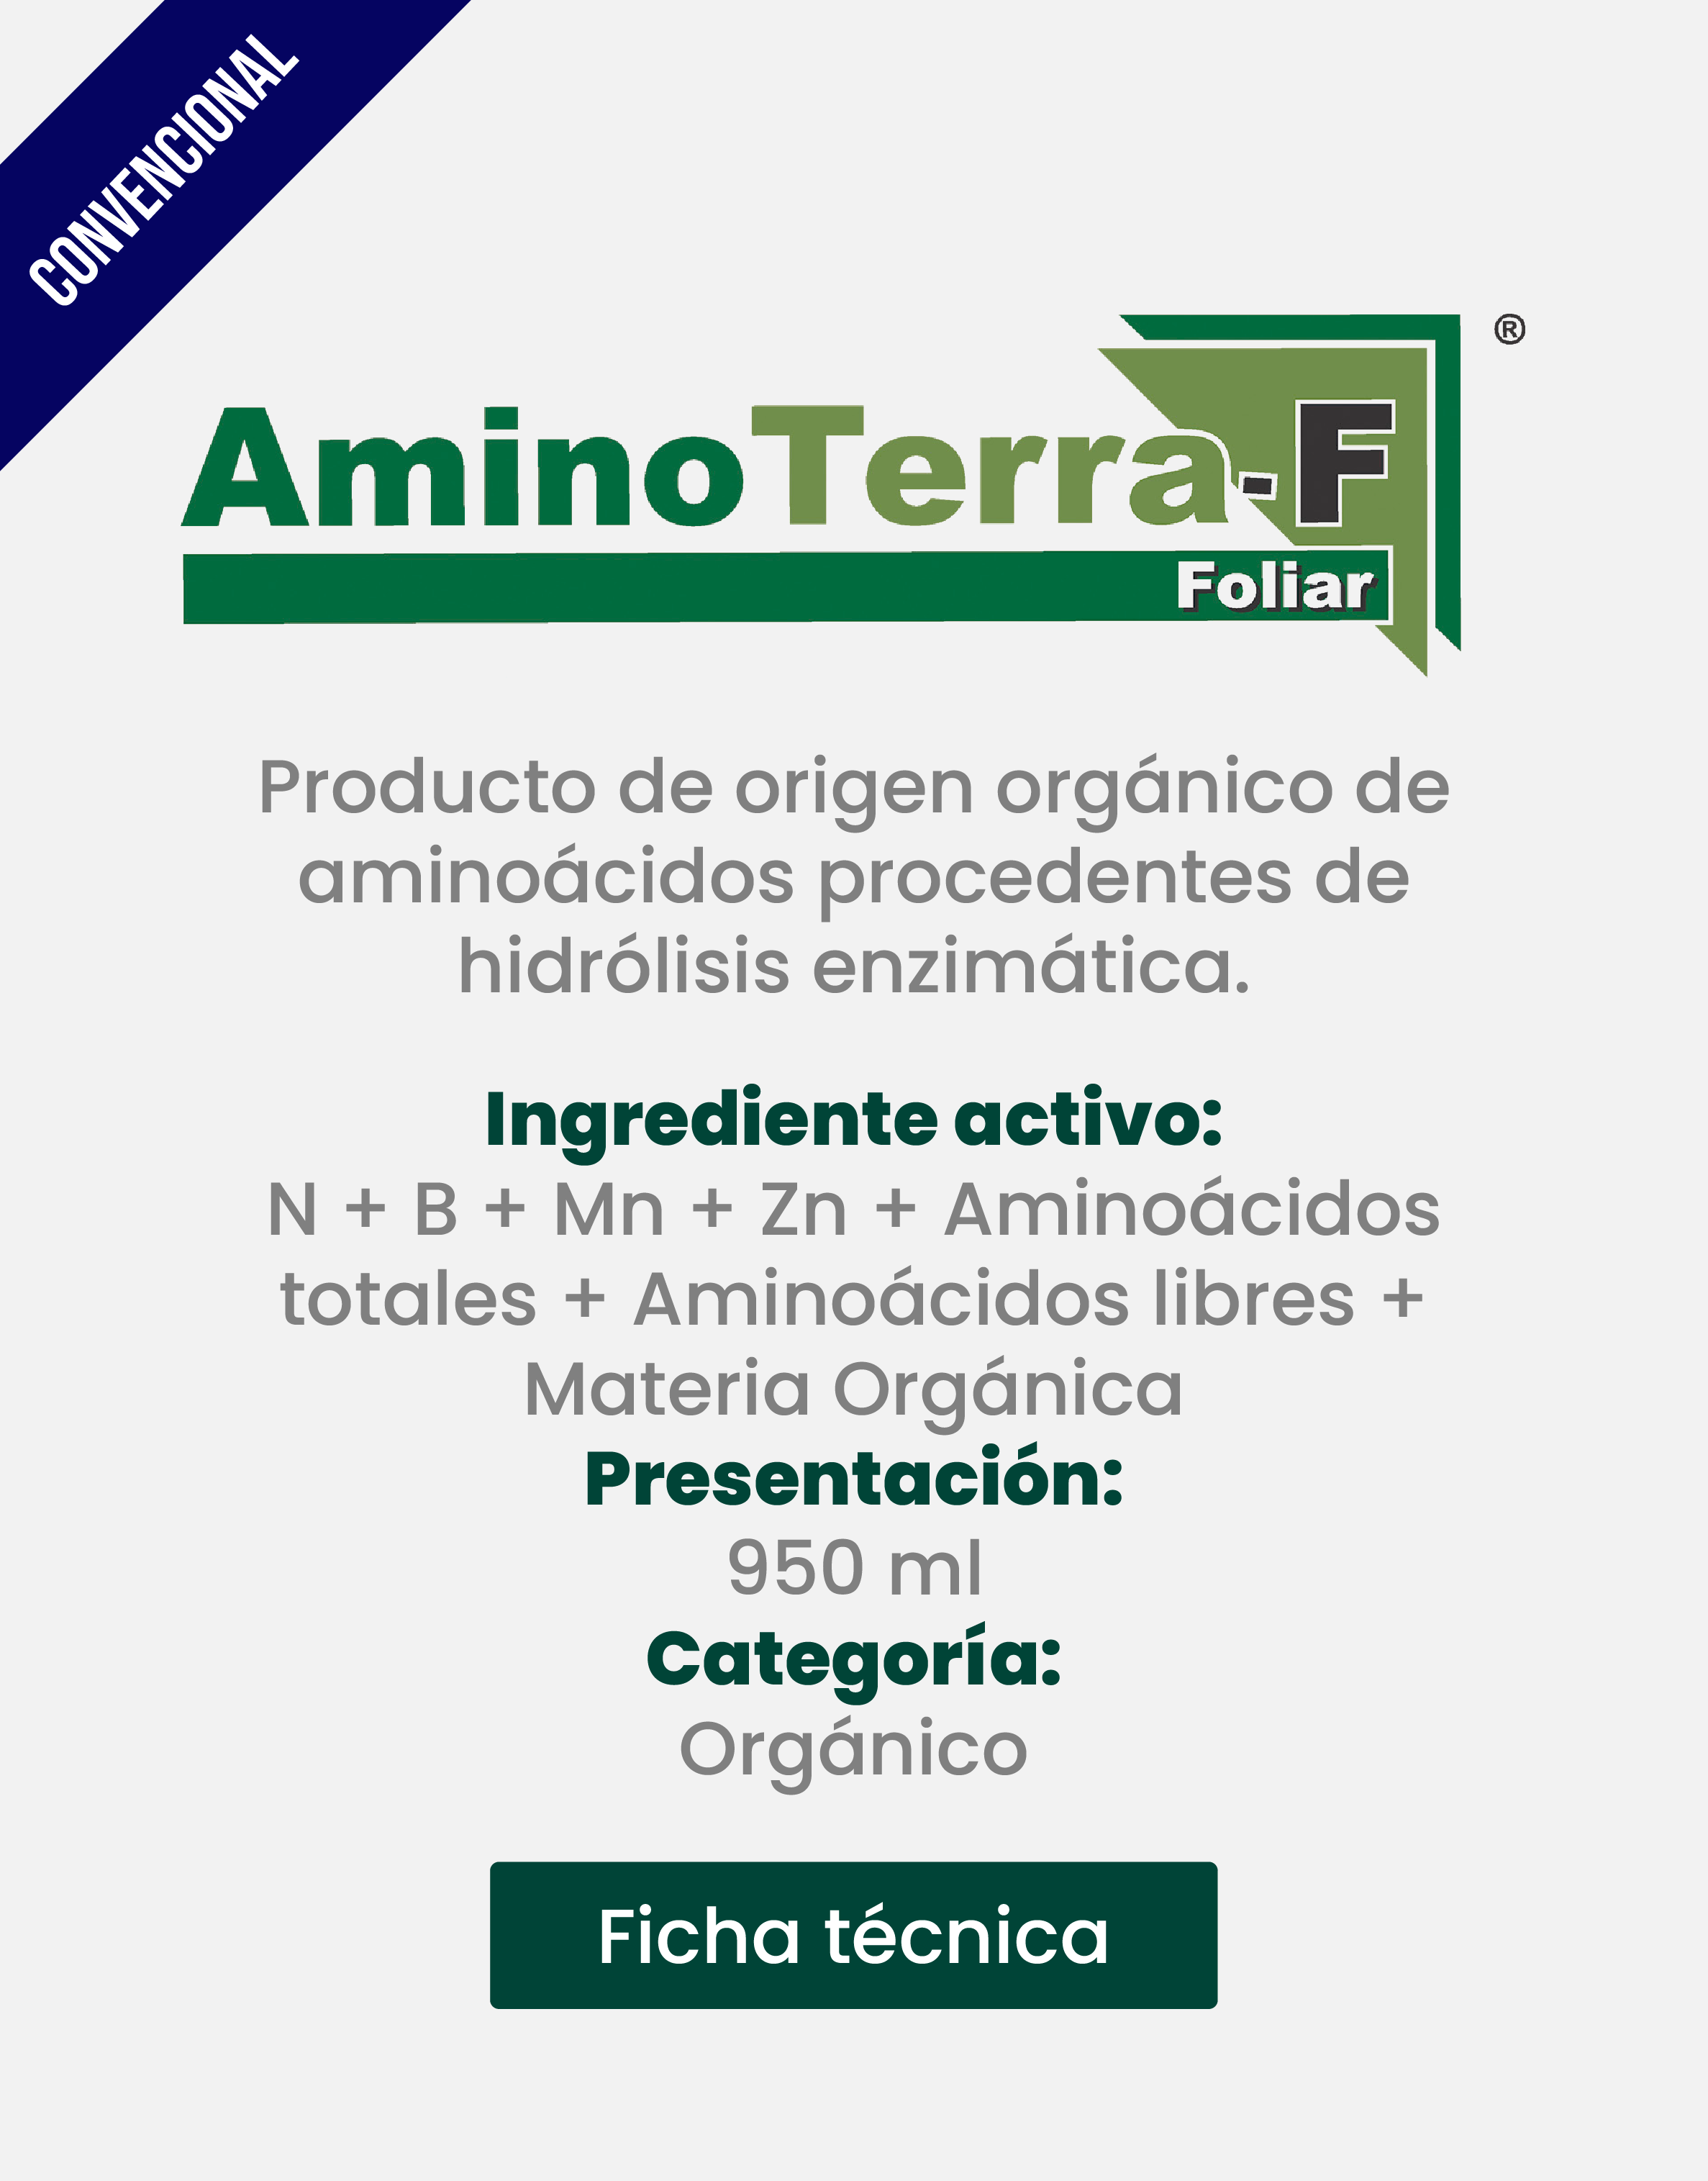 CONVENCIONAL
AminoTerra-F®
Foliar
Producto de origen orgánico de
aminoácidos procedentes de
hidrólisis enzimática.
Ingrediente activo:
N + B + Mn + Zn + Aminoácidos
totales + Aminoácidos libres +
Materia Orgánica
Presentación:
950 ml
Categoría:
Orgánico
Ficha técnica